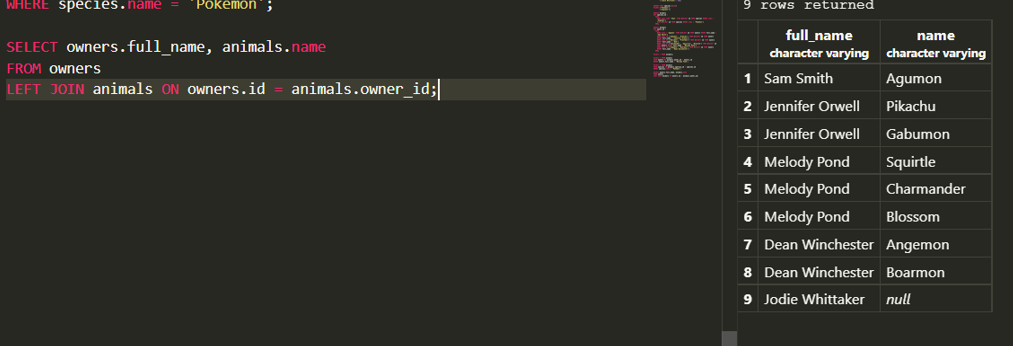 WHERE species.name = 'Pokemon';
SELECT owners.full_name, animals.name
FROM owners
LEFT JOIN animals ON owners.id = animals.owner_id;
9 rows returned
full_name name
character varying character varying
1 Sam Smith Agumon
2 Jennifer Orwell Pikachu
3 Jennifer Orwell Gabumon
4 Melody Pond Squirtle
5 Melody Pond Charmander
6 Melody Pond Blossom
7 Dean Winchester Angemon
8 Dean Winchester Boarmon
9 Jodie Whittaker null